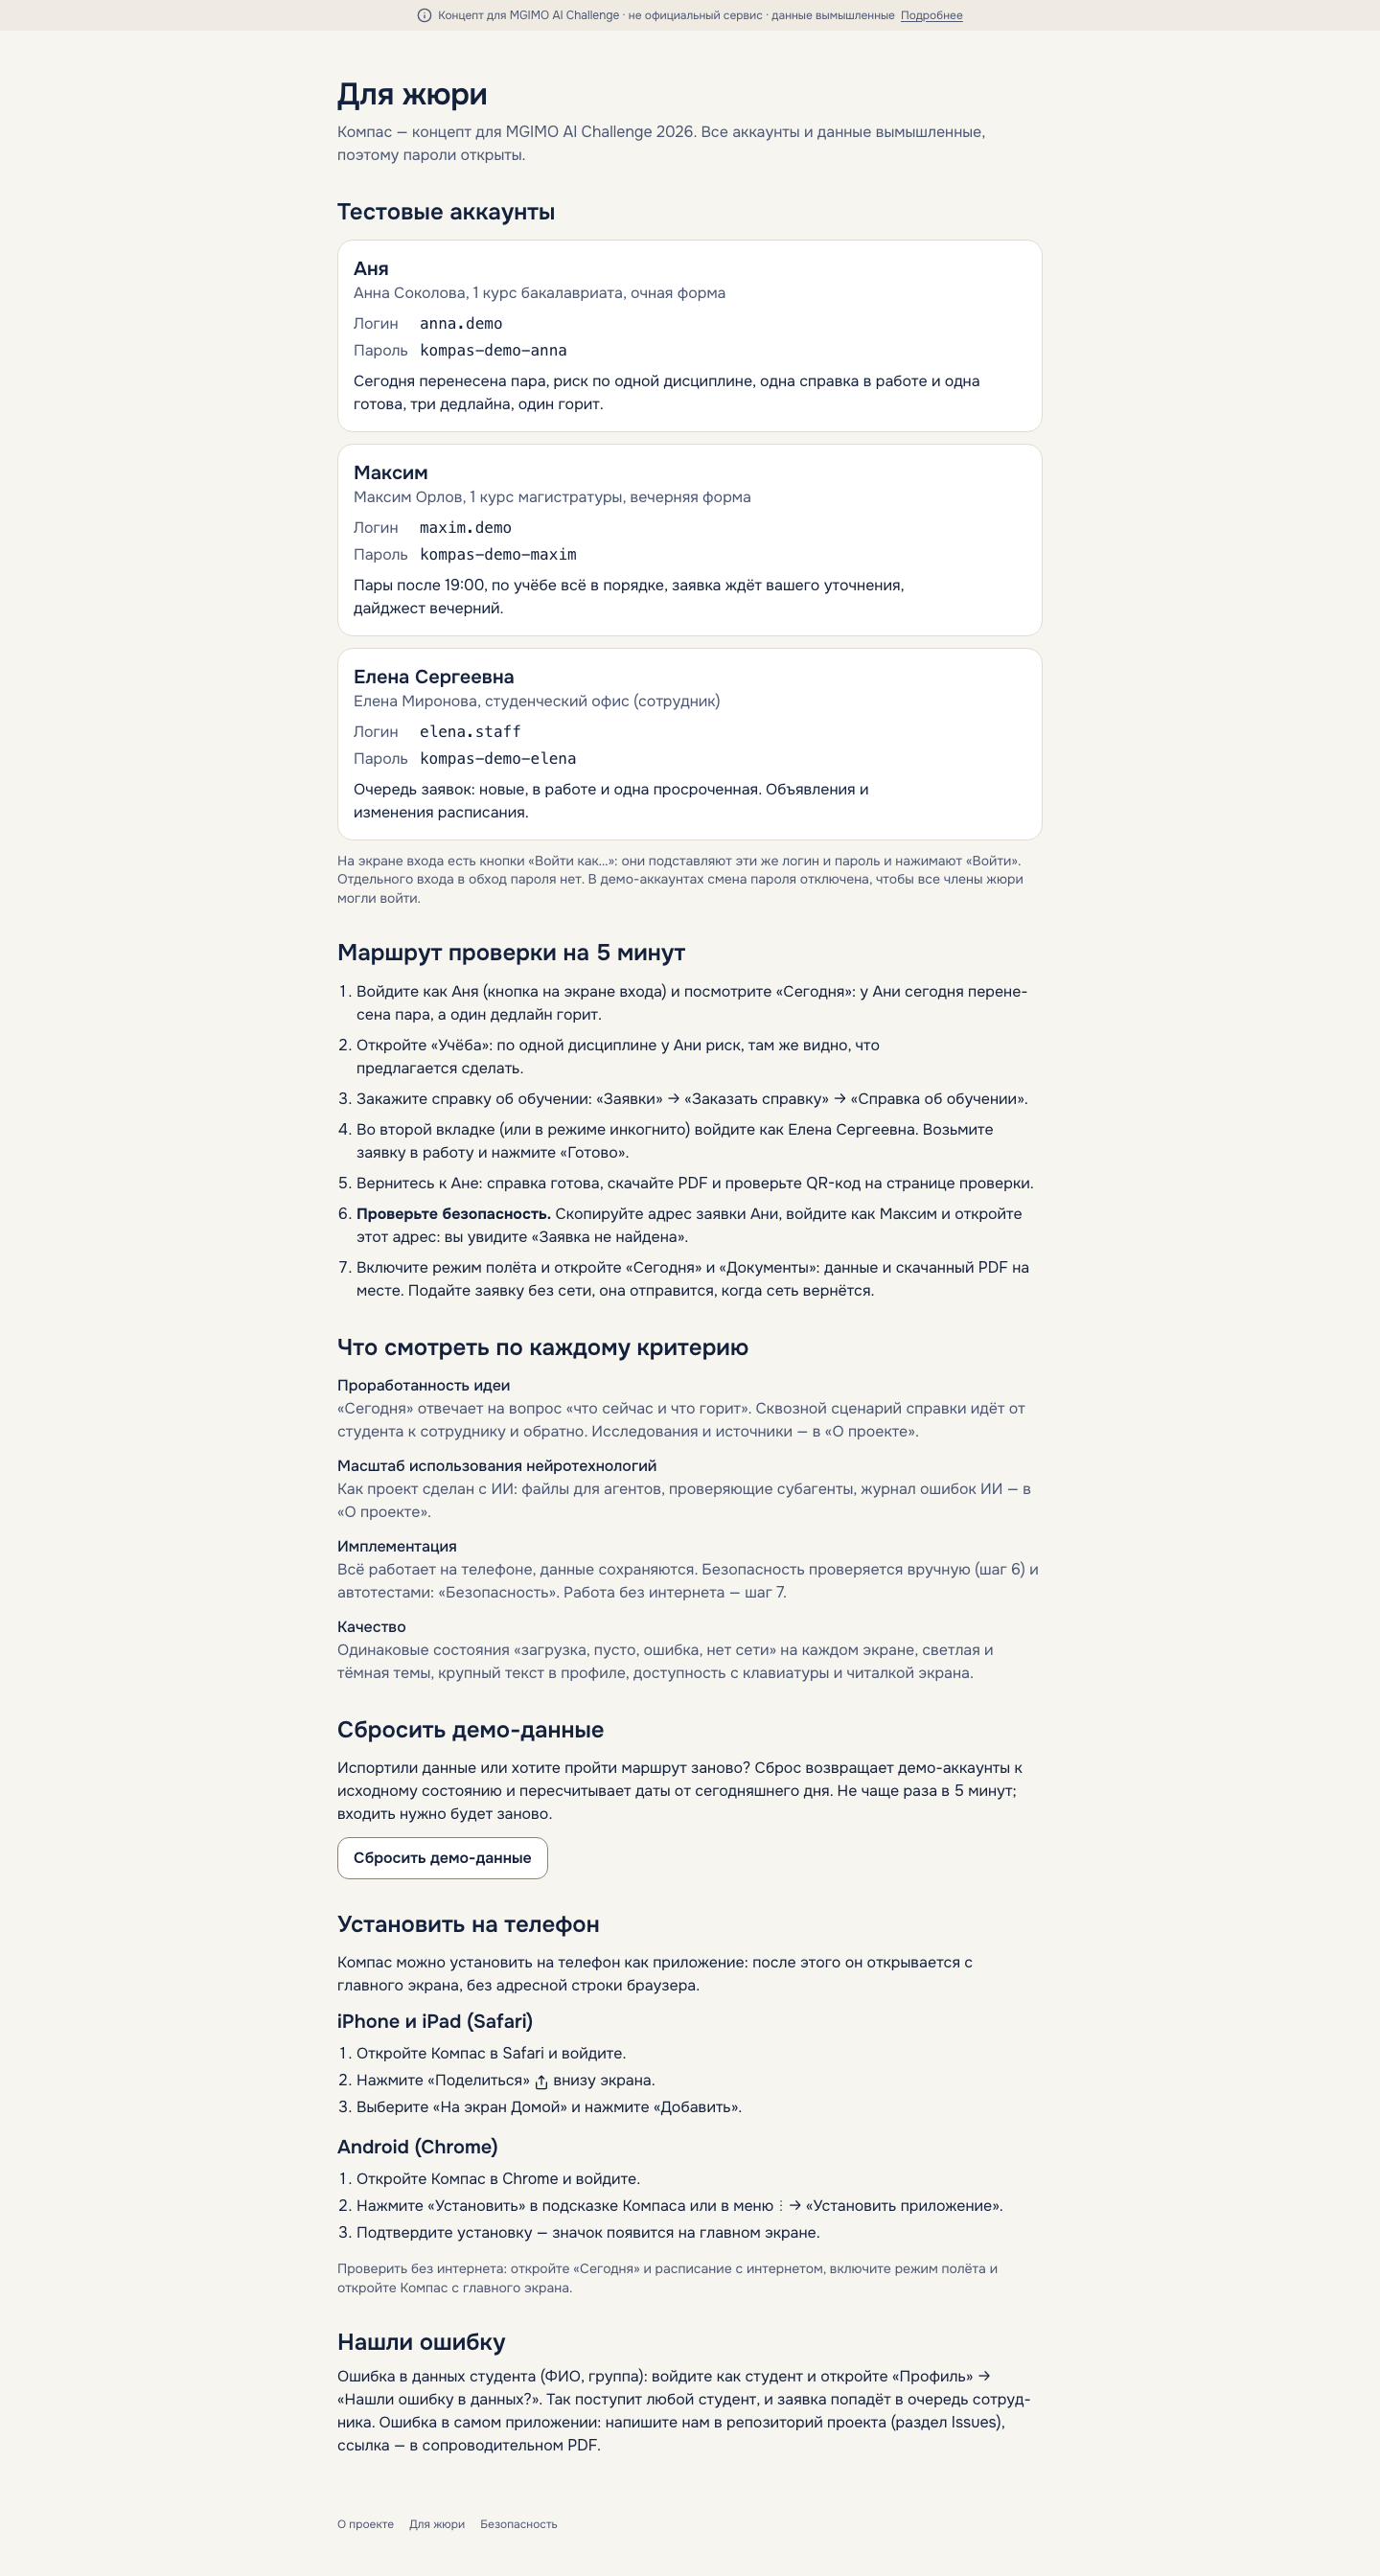 Концепт для MGIMO AI Challenge · не официальный сервис · данные вымышленные Подробнее
Для жюри
Компас — концепт для MGIMO AI Challenge 2026. Все аккаунты и данные вымышленные,
поэтому пароли открыты.
Тестовые аккаунты
Аня
Анна Соколова, 1 курс бакалавриата, очная форма
Логин anna.demo
Пароль kompas-demo-anna
Сегодня перенесена пара, риск по одной дисциплине, одна справка в работе и одна
готова, три дедлайна, один горит.
Максим
Максим Орлов, 1 курс магистратуры, вечерняя форма
Логин maxim.demo
Пароль kompas-demo-maxim
Пары после 19:00, по учёбе всё в порядке, заявка ждёт вашего уточнения,
дайджест вечерний.
Елена Сергеевна
Елена Миронова, студенческий офис (сотрудник)
Логин elena.staff
Пароль kompas-demo-elena
Очередь заявок: новые, в работе и одна просроченная. Объявления и
изменения расписания.
На экране входа есть кнопки «Войти как…»: они подставляют эти же логин и пароль и нажимают «Войти».
Отдельного входа в обход пароля нет. В демо-аккаунтах смена пароля отключена, чтобы все члены жюри
могли войти.
Маршрут проверки на 5 минут
1. Войдите как Аня (кнопка на экране входа) и посмотрите «Сегодня»: у Ани сегодня перене-
сена пара, а один дедлайн горит.
2. Откройте «Учёба»: по одной дисциплине у Ани риск, там же видно, что
предлагается сделать.
3. Закажите справку об обучении: «Заявки» → «Заказать справку» → «Справка об обучении».
4. Во второй вкладке (или в режиме инкогнито) войдите как Елена Сергеевна. Возьмите
заявку в работу и нажмите «Готово».
5. Вернитесь к Ане: справка готова, скачайте PDF и проверьте QR-код на странице проверки.
6. Проверьте безопасность. Скопируйте адрес заявки Ани, войдите как Максим и откройте
этот адрес: вы увидите «Заявка не найдена».
7. Включите режим полёта и откройте «Сегодня» и «Документы»: данные и скачанный PDF на
месте. Подайте заявку без сети, она отправится, когда сеть вернётся.
Что смотреть по каждому критерию
Проработанность идеи
«Сегодня» отвечает на вопрос «что сейчас и что горит». Сквозной сценарий справки идёт от
студента к сотруднику и обратно. Исследования и источники — в «О проекте».
Масштаб использования нейротехнологий
Как проект сделан с ИИ: файлы для агентов, проверяющие субагенты, журнал ошибок ИИ — в
«О проекте».
Имплементация
Всё работает на телефоне, данные сохраняются. Безопасность проверяется вручную (шаг 6) и
автотестами: «Безопасность». Работа без интернета — шаг 7.
Качество
Одинаковые состояния «загрузка, пусто, ошибка, нет сети» на каждом экране, светлая и
тёмная темы, крупный текст в профиле, доступность с клавиатуры и читалкой экрана.
Сбросить демо-данные
Испортили данные или хотите пройти маршрут заново? Сброс возвращает демо-аккаунты к
исходному состоянию и пересчитывает даты от сегодняшнего дня. Не чаще раза в 5 минут;
входить нужно будет заново.
Сбросить демо-данные
Установить на телефон
Компас можно установить на телефон как приложение: после этого он открывается с
главного экрана, без адресной строки браузера.
iPhone и iPad (Safari)
1. Откройте Компас в Safari и войдите.
2. Нажмите «Поделиться» внизу экрана.
3. Выберите «На экран Домой» и нажмите «Добавить».
Android (Chrome)
1. Откройте Компас в Chrome и войдите.
2. Нажмите «Установить» в подсказке Компаса или в меню ⋮ → «Установить приложение».
3. Подтвердите установку — значок появится на главном экране.
Проверить без интернета: откройте «Сегодня» и расписание с интернетом, включите режим полёта и
откройте Компас с главного экрана.
Нашли ошибку
Ошибка в данных студента (ФИО, группа): войдите как студент и откройте «Профиль» →
«Нашли ошибку в данных?». Так поступит любой студент, и заявка попадёт в очередь сотруд-
ника. Ошибка в самом приложении: напишите нам в репозиторий проекта (раздел Issues),
ссылка — в сопроводительном PDF.
О проекте Для жюри Безопасность